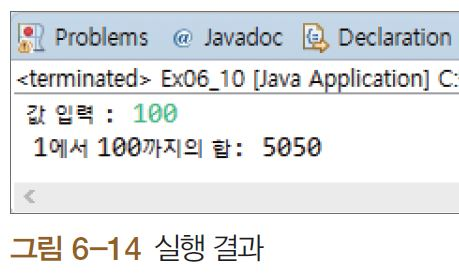 Problems @ Javadoc Declaration
<terminated> Ex06_10 [Java Application] C:
값 입력 : 100
1에서 100까지의 합: 5050
그림 6-14 실행 결과